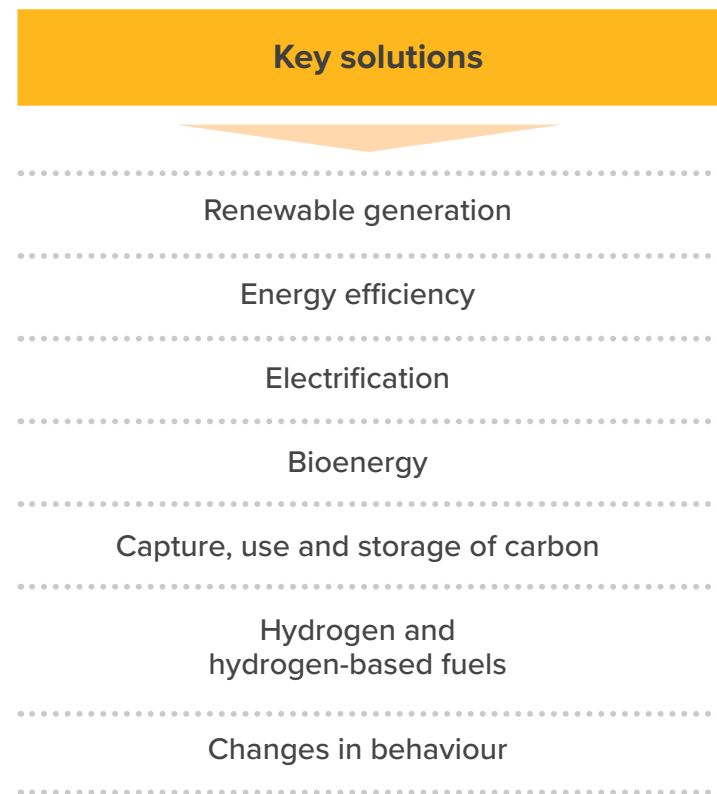 Key solutions
Renewable generation
Energy efficiency
Electrification
Bioenergy
Capture, use and storage of carbon
Hydrogen and
hydrogen-based fuels
Changes in behaviour